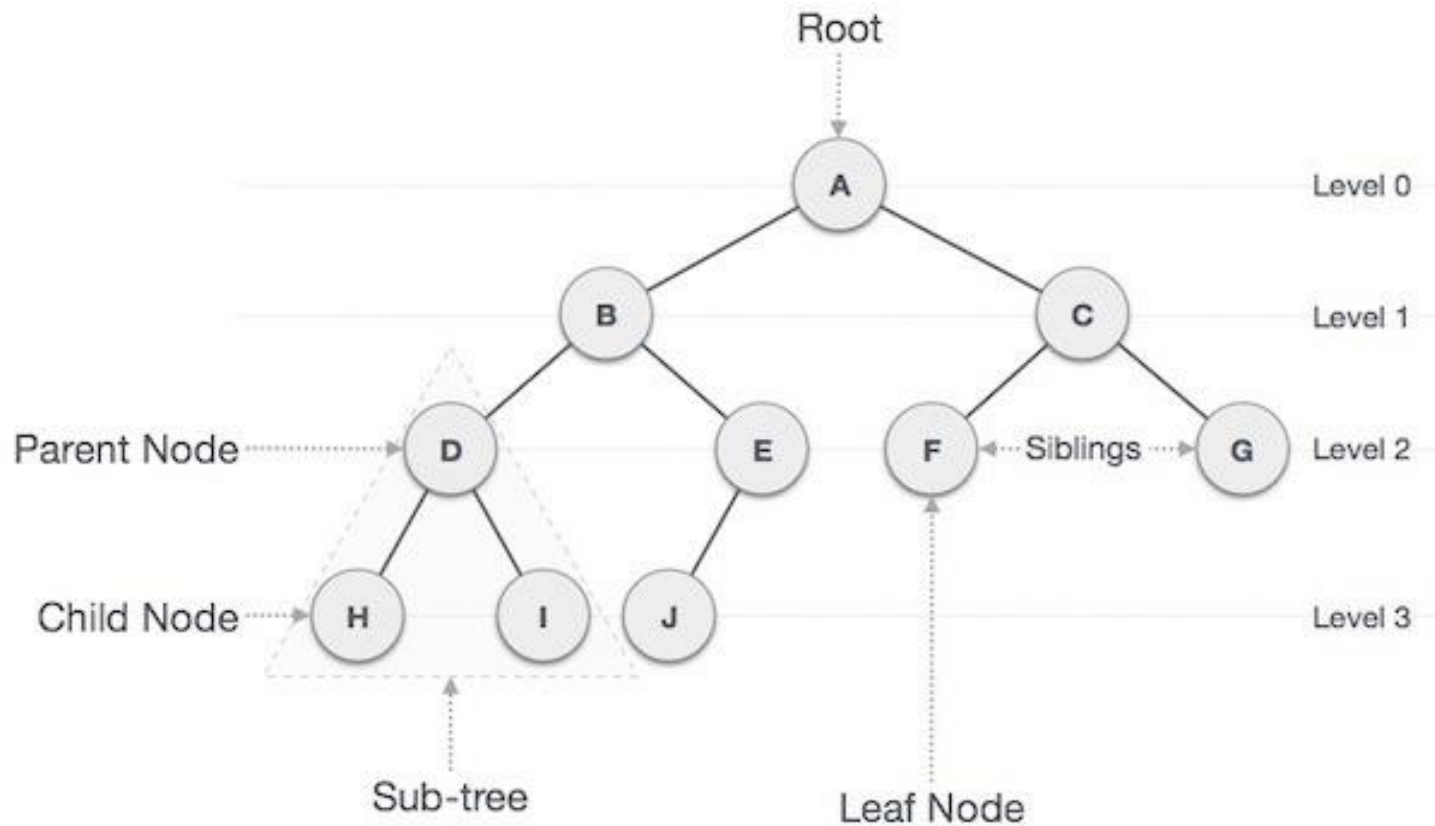 Root
A
Level 0
B
C
Level 1
Parent Node
D
E
F
Siblings
G
Level 2
Child Node
H
I
J
Level 3
Sub-tree
Leaf Node